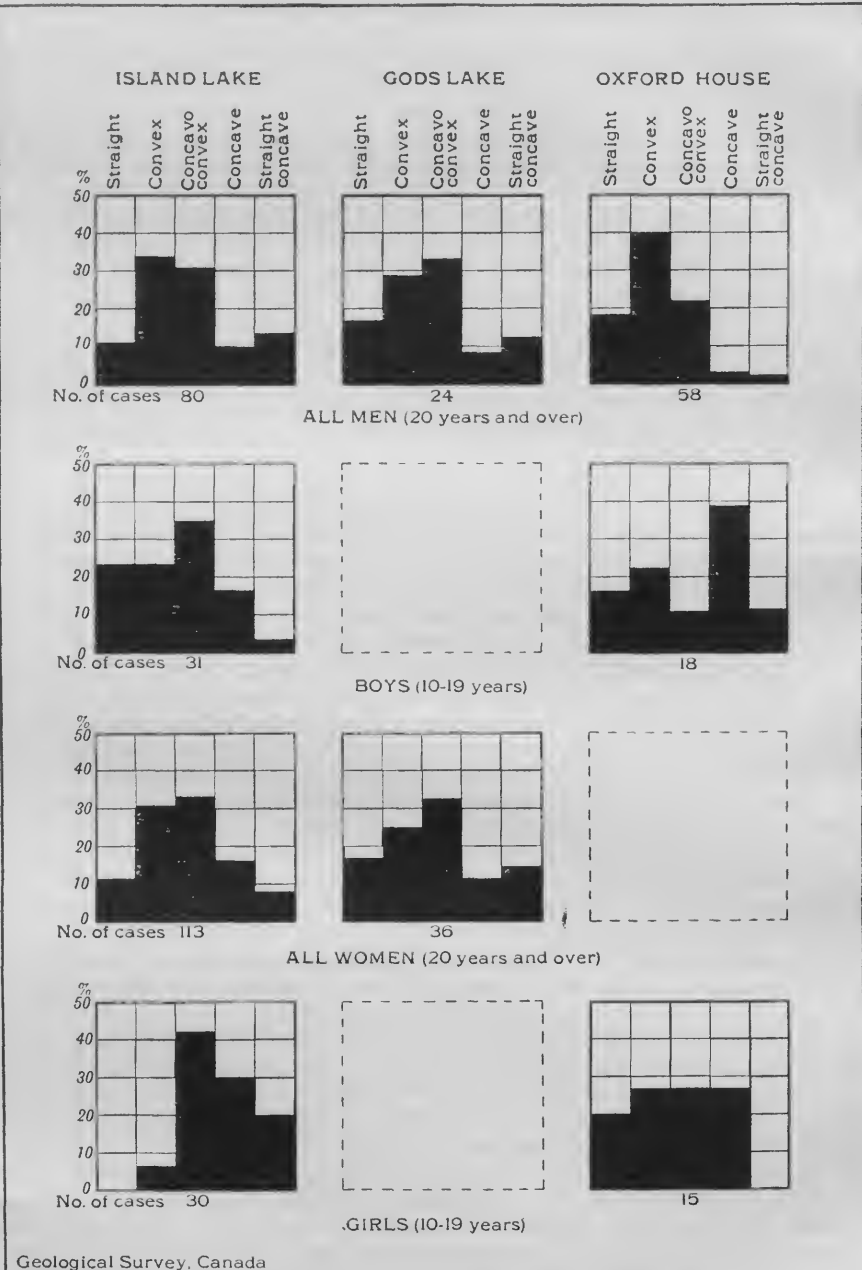 ISLAND LAKE GODS LAKE OXFORD HOUSE
Straight Convex Concavo convex Concave Straight concave Straight Convex Concavo convex Concave Straight concave Straight Convex Concavo convex Concave Straight concave
%
50
40
30
20
10
0
No. of cases 80 24 58
ALL MEN (20 years and over)
%
50
40
30
20
10
0
No. of cases 31 18
BOYS (10-19 years)
%
50
40
30
20
10
0
No. of cases 113 36
ALL WOMEN (20 years and over)
%
50
40
30
20
10
0
No. of cases 30 15
.GIRLS (10-19 years)
Geological Survey, Canada